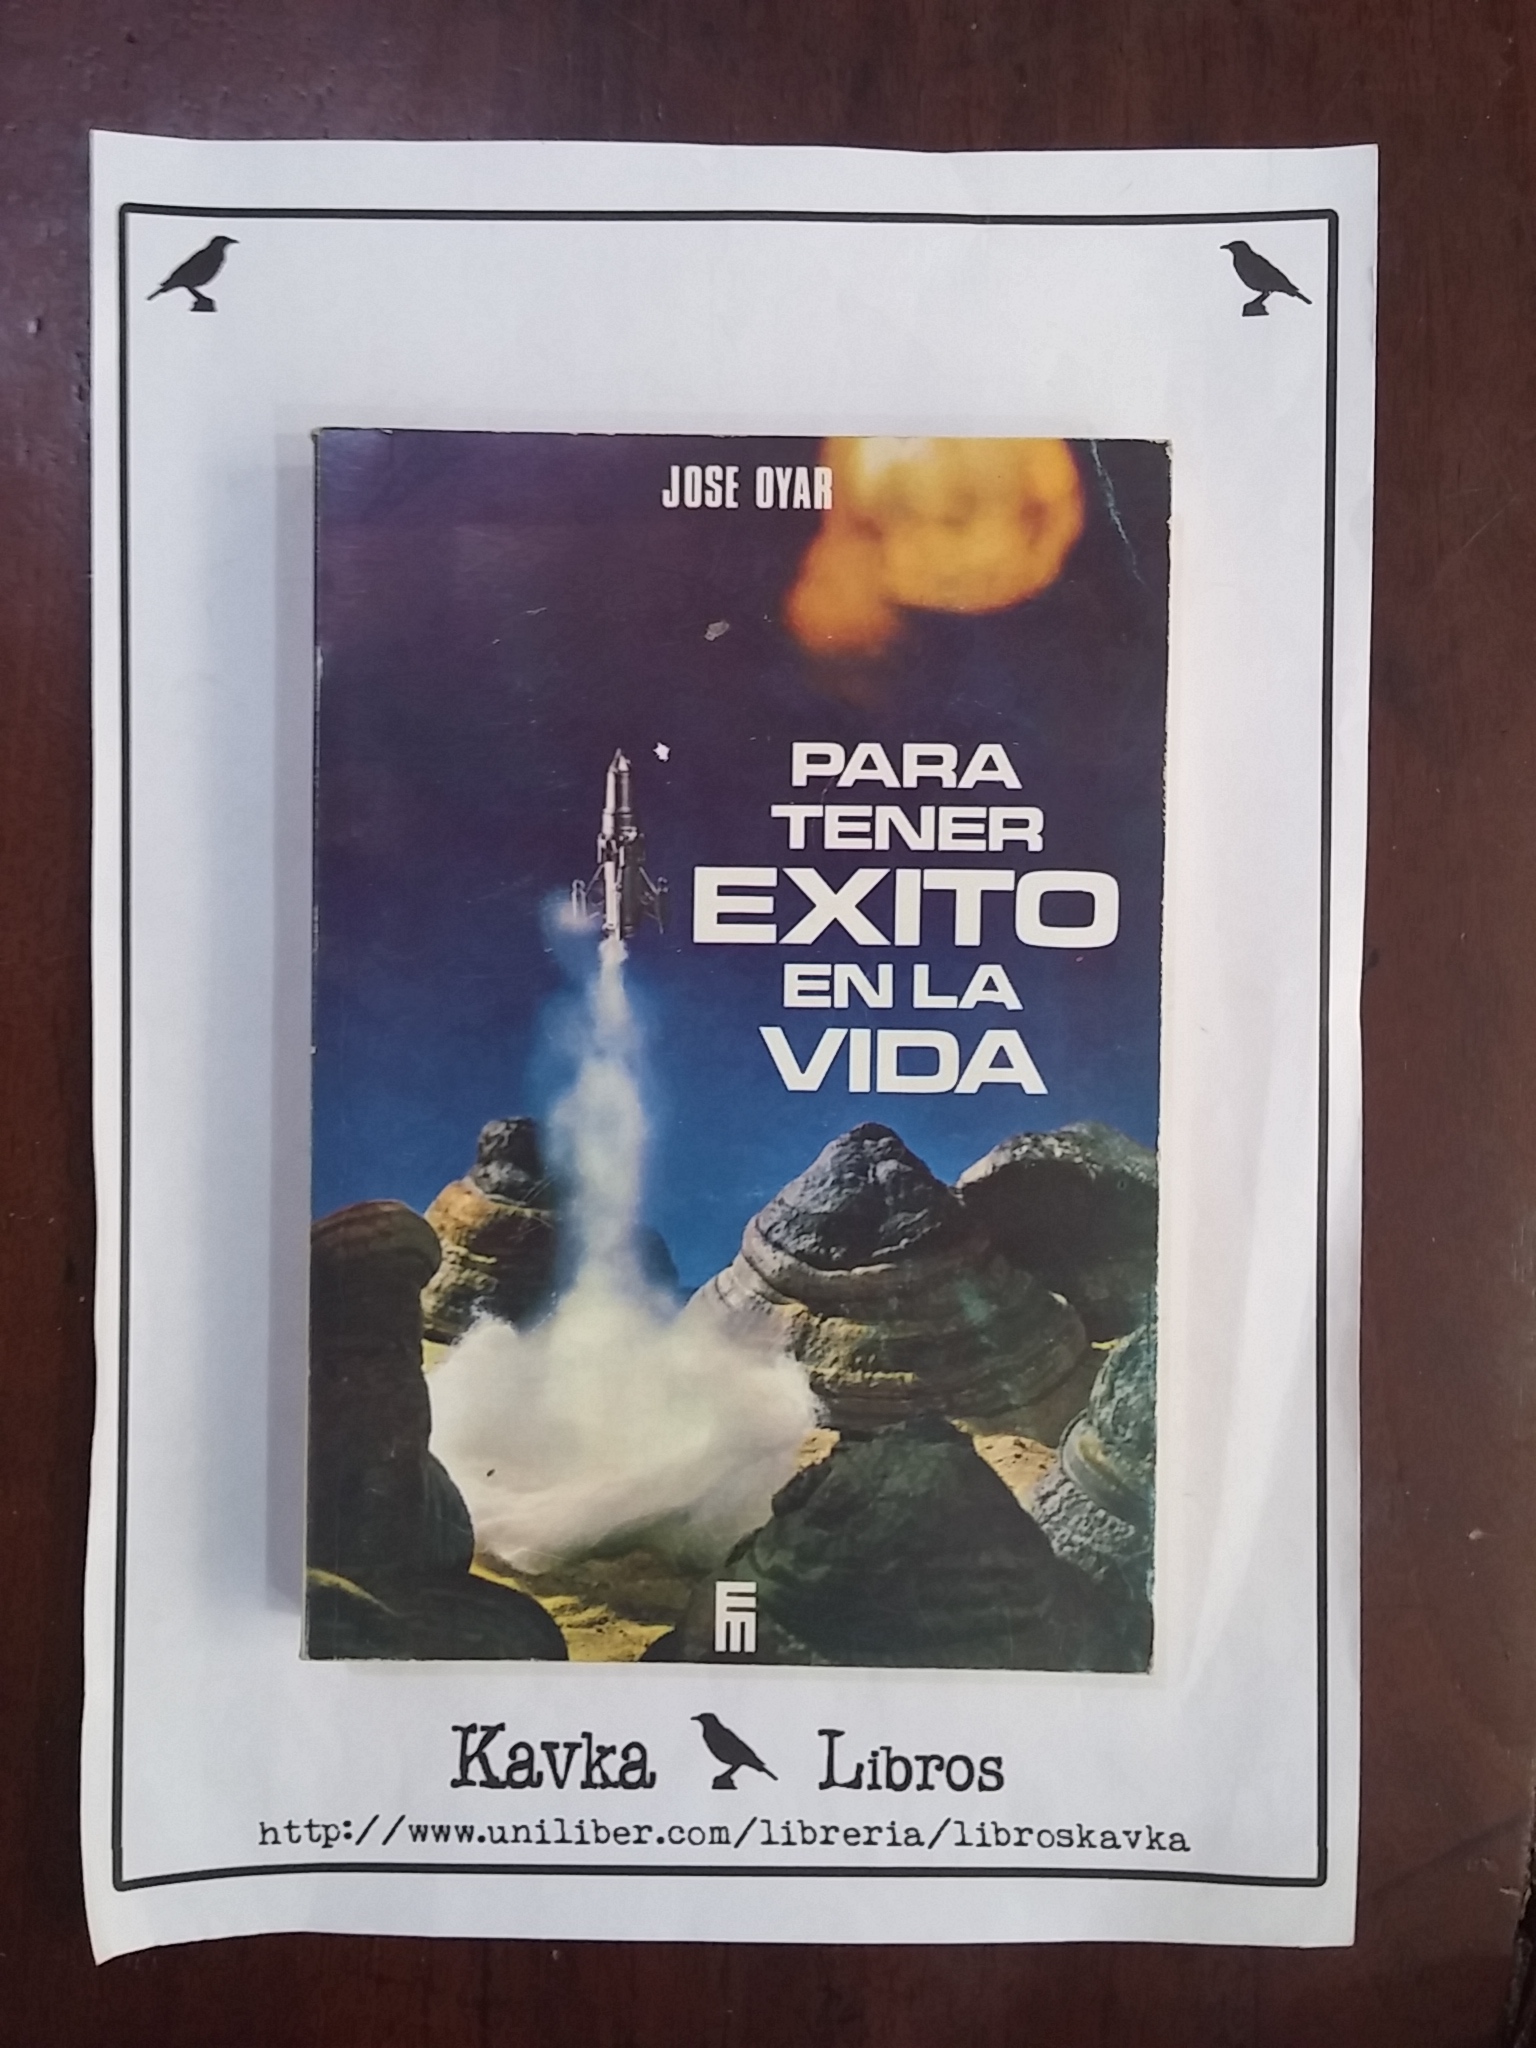 JOSE OYAR
PARA
TENER
EXITO
EN LA
VIDA
EM
Kavka Libros
http://www.uniliber.com/libreria/libroskavka